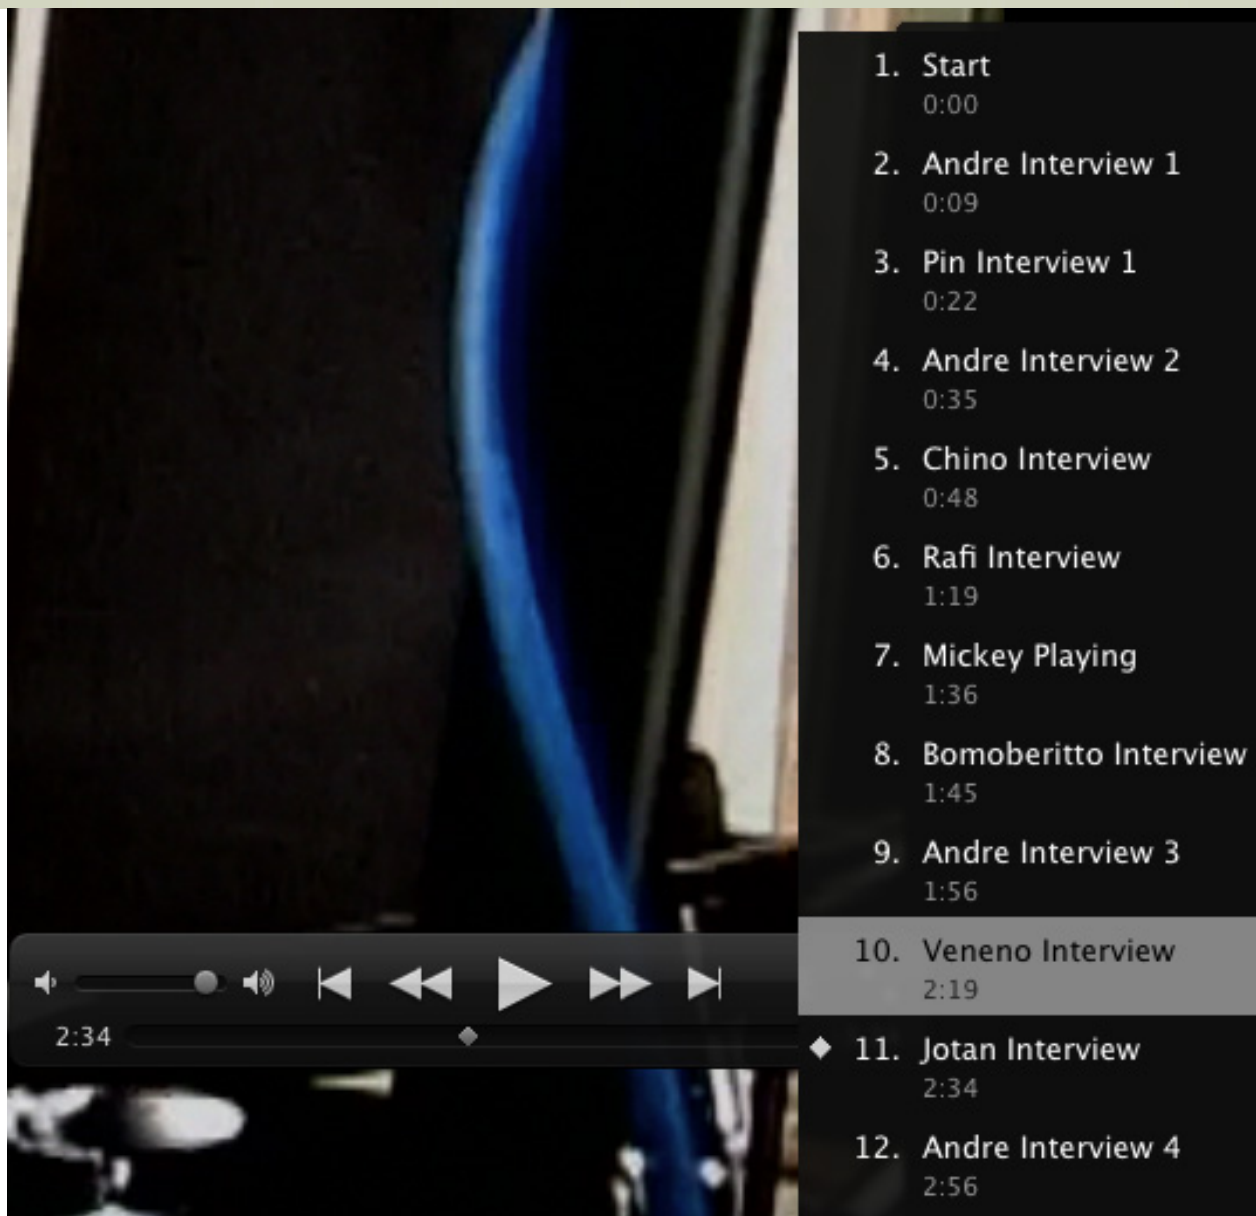 1. Start
0:00
2. Andre Interview 1
0:09
3. Pin Interview 1
0:22
4. Andre Interview 2
0:35
5. Chino Interview
0:48
6. Rafi Interview
1:19
7. Mickey Playing
1:36
8. Bomoberitto Interview
1:45
9. Andre Interview 3
1:56
10. Veneno Interview
2:19
11. Jotan Interview
2:34
12. Andre Interview 4
2:56
2:34